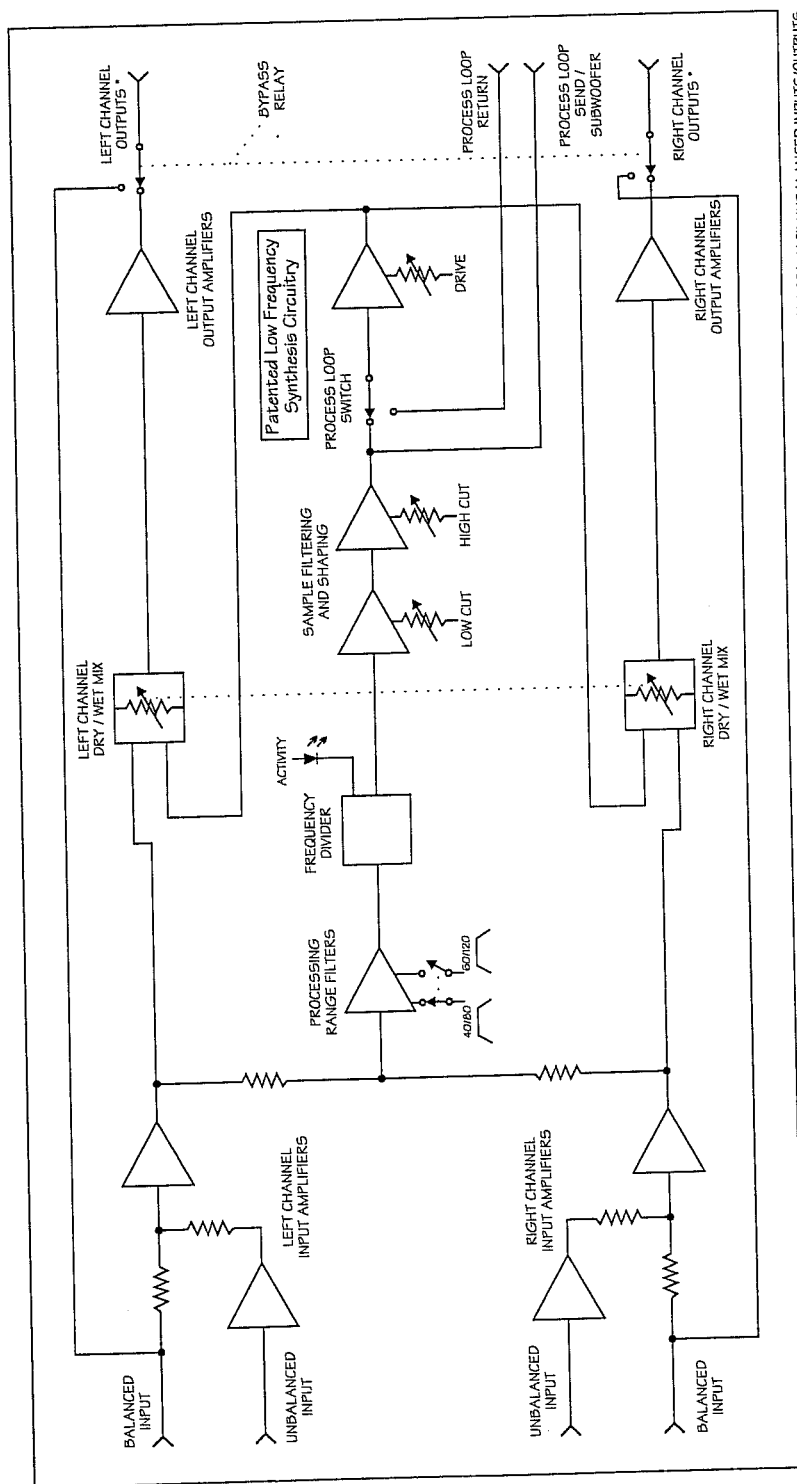 LEFT CHANNEL
OUTPUTS *
BYPASS
RELAY
PROCESS LOOP
RETURN
PROCESS LOOP
SEND /
SUBWOOFER
RIGHT CHANNEL
OUTPUTS *
LEFT CHANNEL
OUTPUT AMPLIFIERS
Patented Low Frequency
Synthesis Circuitry
DRIVE
PROCESS LOOP
SWITCH
RIGHT CHANNEL
OUTPUT AMPLIFIERS
SAMPLE FILTERING
AND SHAPING
HIGH CUT
LOW CUT
LEFT CHANNEL
DRY / WET MIX
RIGHT CHANNEL
DRY / WET MIX
ACTIVITY
FREQUENCY
DIVIDER
PROCESSING
RANGE FILTERS
40/80
60/120
LEFT CHANNEL
INPUT AMPLIFIERS
RIGHT CHANNEL
INPUT AMPLIFIERS
BALANCED
INPUT
UNBALANCED
INPUT
UNBALANCED
INPUT
BALANCED
INPUT
INPUTS/OUTPUTS